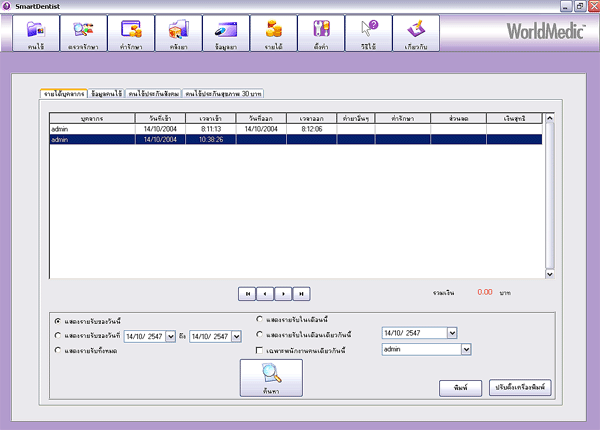 SmartDentist
คนไข้ ตรวจรักษา ค่ารักษา คลังยา ข้อมูลยา รายได้ ตั้งค่า วิธีใช้ เกี่ยวกับ
WorldMedic
รายได้บุคลากร ข้อมูลคนไข้ คนไข้ประกันสังคม คนไข้ประกันสุขภาพ 30 บาท
บุคลากร วันที่เข้า เวลาเข้า วันที่ออก เวลาออก ค่ายาอื่นๆ ค่ารักษา ส่วนลด เงินสุทธิ
admin 14/10/2004 8:11:13 14/10/2004 8:12:06
admin 14/10/2004 10:38:26
รวมเงิน 0.00 บาท
แสดงรายรับของวันนี้ แสดงรายรับในเดือนนี้
แสดงรายรับของวันที่ 14/10/ 2547 ถึง 14/10/ 2547 แสดงรายรับในเดือนเดียวกันนี้ 14/10/ 2547
แสดงรายรับทั้งหมด เฉพาะพนักงานคนเดียวกันนี้ admin
ค้นหา พิมพ์ ปรับตั้งเครื่องพิมพ์